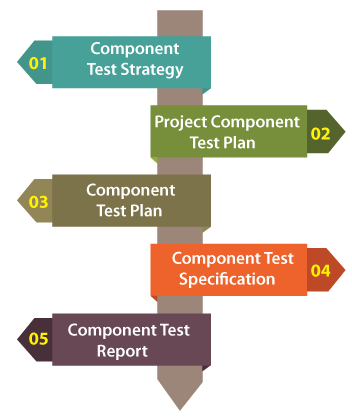 01
Component
Test Strategy
Project Component
Test Plan
02
03
Component
Test Plan
Component Test
Specification
04
05
Component Test
Report